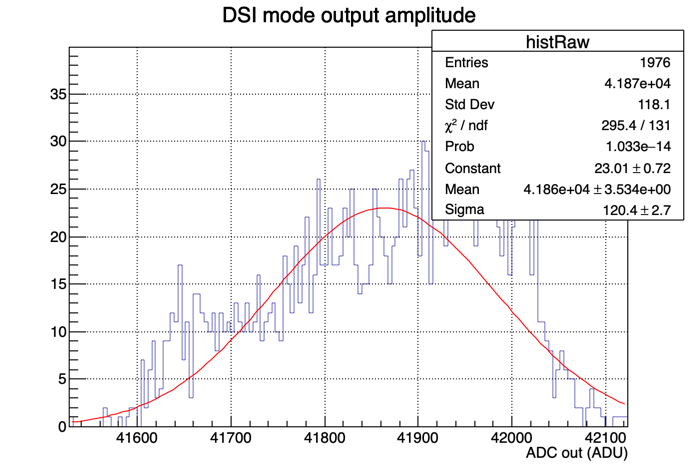 DSI mode output amplitude
histRaw
Entries 1976
Mean 4.187e+04
Std Dev 118.1
χ² / ndf 295.4 / 131
Prob 1.033e−14
Constant 23.01 ± 0.72
Mean 4.186e+04 ± 3.534e+00
Sigma 120.4 ± 2.7
35
30
25
20
15
10
5
0
41600 41700 41800 41900 42000 42100
ADC out (ADU)